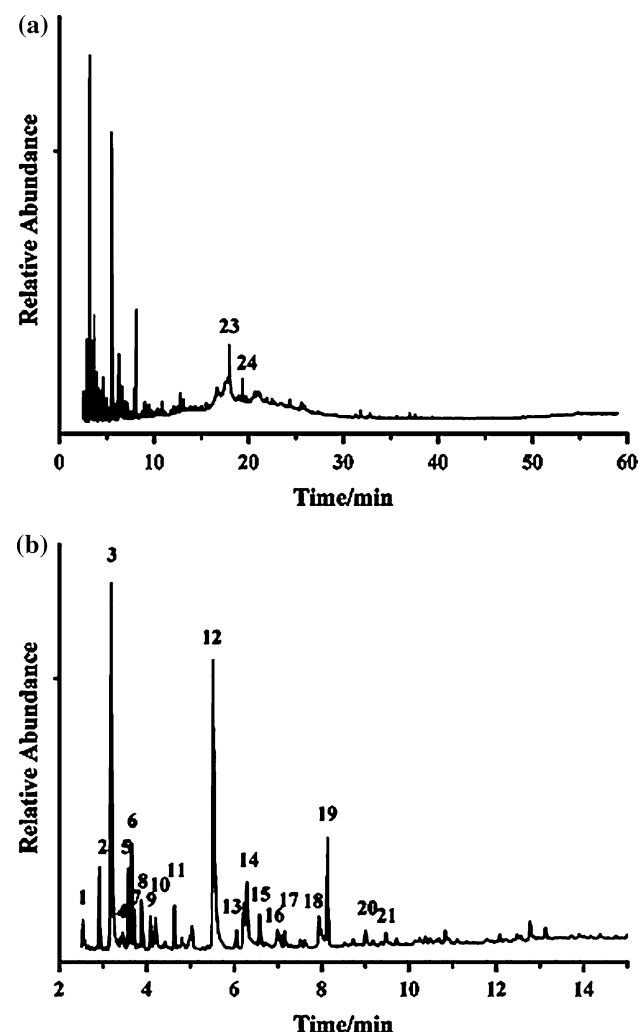 (a)
Relative Abundance
23
24
0 10 20 30 40 50 60
Time/min
(b)
Relative Abundance
3
12
19
6
2 5
14
8 10 11
1 7 9 15 17
4 13 16 18 20 21
2 4 6 8 10 12 14
Time/min